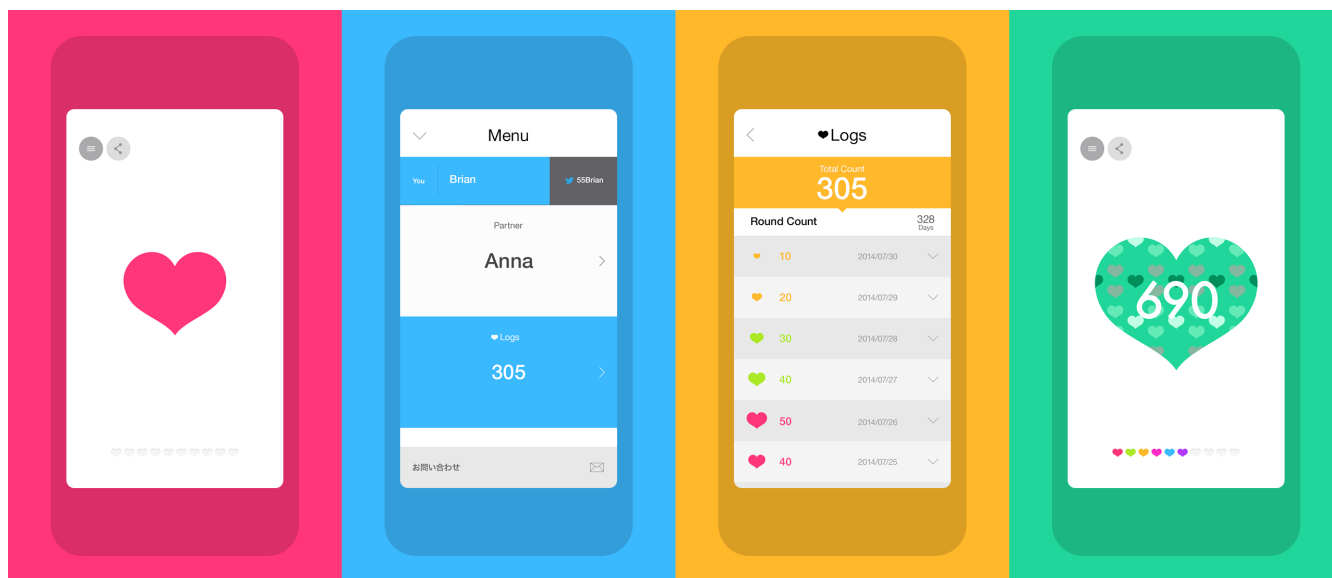 Menu
You
Brian
55Brian
Partner
Anna
Logs
305
お問い合わせ
Logs
Total Count
305
Round Count
328
Days
10 2014/07/30
20 2014/07/29
30 2014/07/28
40 2014/07/27
50 2014/07/26
40 2014/07/25
690